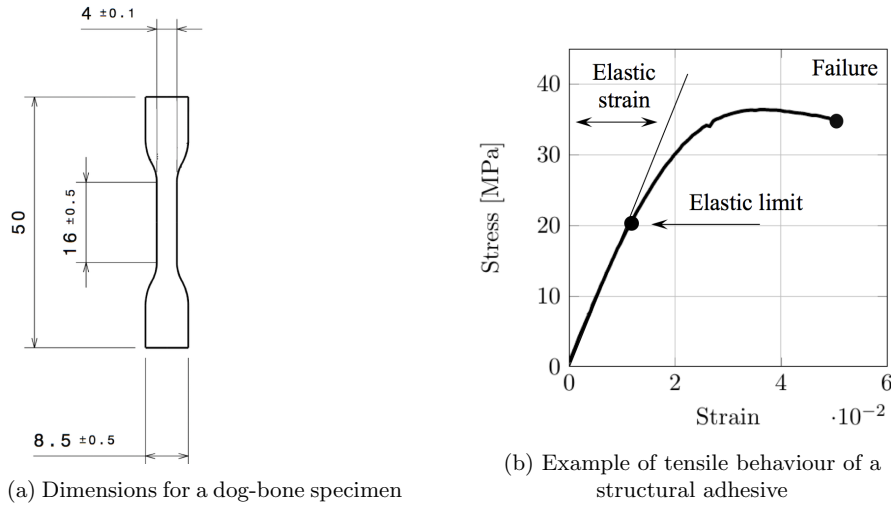 4 ±0.1
50
16 ±0.5
8.5 ±0.5
(a) Dimensions for a dog-bone specimen
Elastic
strain
Failure
Elastic limit
Stress [MPa]
40
30
20
10
0
0 2 4 6
Strain
·10⁻²
(b) Example of tensile behaviour of a
structural adhesive